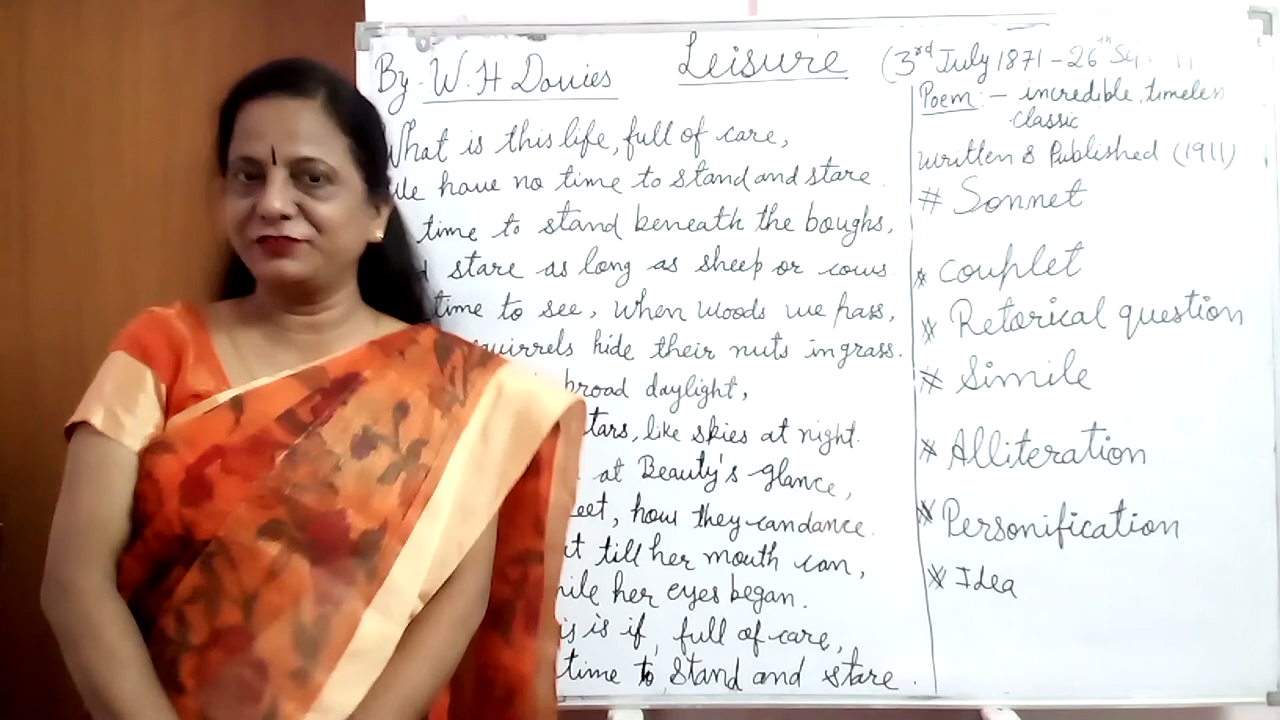 By- W. H Davies
Leisure
(3rd July 1871 - 26th Sep
What is this life, full of care,
We have no time to stand and stare.
time to stand beneath the boughs,
stare as long as sheep or cows
time to see, when woods we pass,
squirrels hide their nuts in grass.
broad daylight,
stars, like skies at night.
at Beauty's glance,
feet, how they can dance.
till her mouth can,
her eyes began.
is if, full of care,
time to stand and stare.
Poem:- incredible, timeless
classic
written & Published (1911)
# Sonnet
* Couplet
* Retorical question
* Simile
* Alliteration
* Personification
* Idea